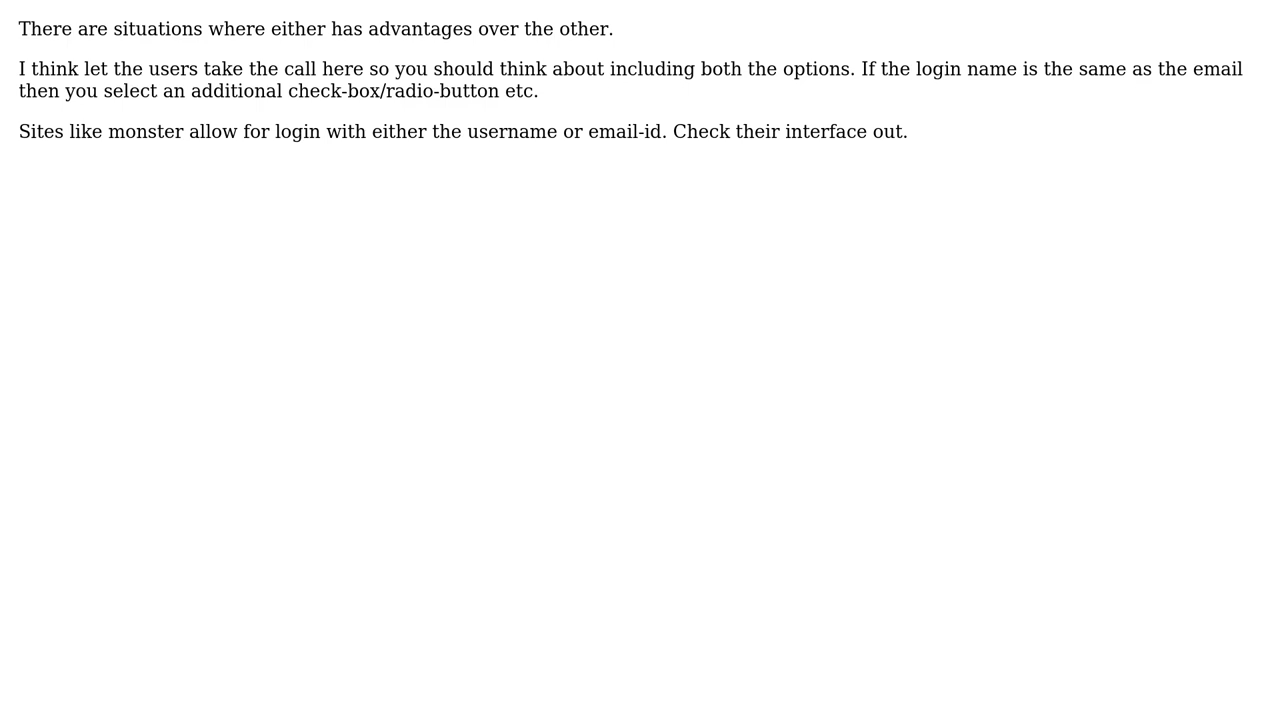 There are situations where either has advantages over the other.
I think let the users take the call here so you should think about including both the options. If the login name is the same as the email
then you select an additional check-box/radio-button etc.
Sites like monster allow for login with either the username or email-id. Check their interface out.